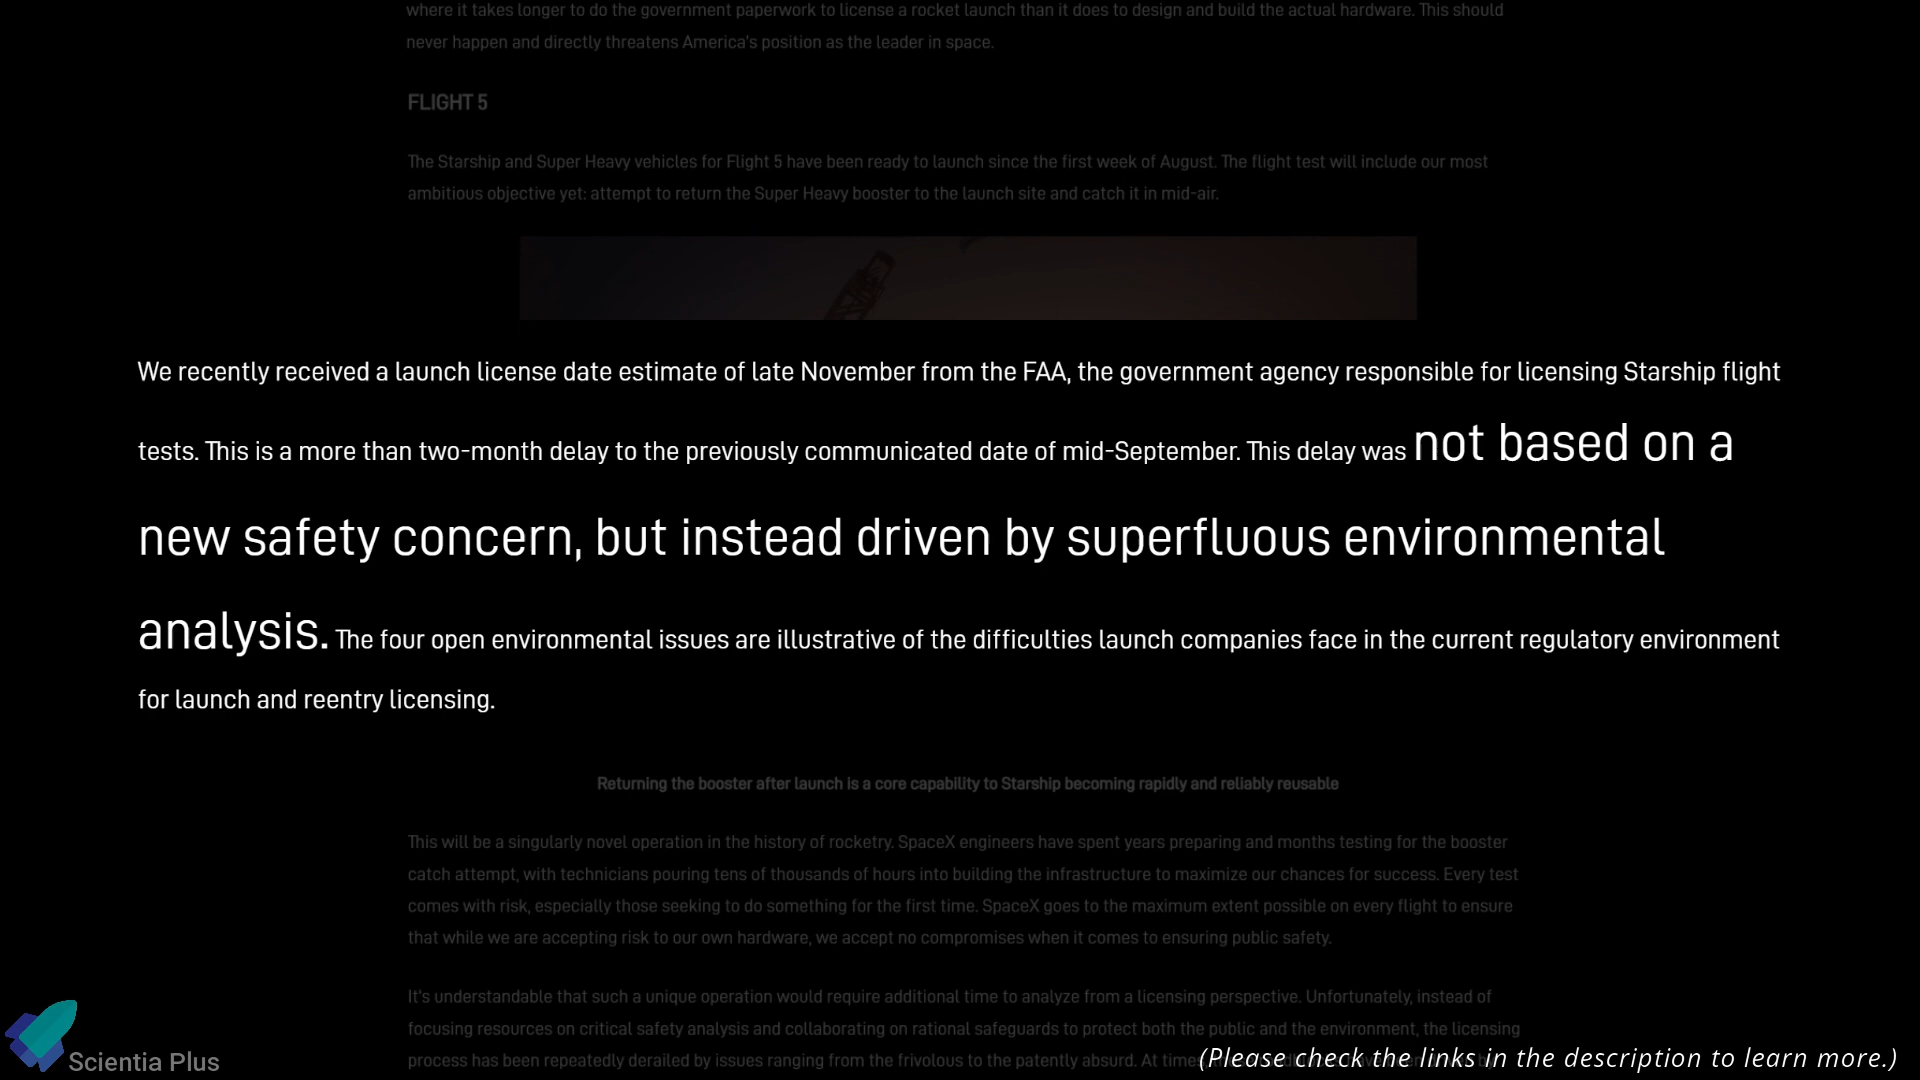 where it takes longer to do the government paperwork to license a rocket launch than it does to design and build the actual hardware. This should
never happen and directly threatens America's position as the leader in space.
FLIGHT 5
The Starship and Super Heavy vehicles for Flight 5 have been ready to launch since the first week of August. The flight test will include our most
ambitious objective yet: attempt to return the Super Heavy booster to the launch site and catch it in mid-air.
We recently received a launch license date estimate of late November from the FAA, the government agency responsible for licensing Starship flight
tests. This is a more than two-month delay to the previously communicated date of mid-September. This delay was not based on a
new safety concern, but instead driven by superfluous environmental
analysis. The four open environmental issues are illustrative of the difficulties launch companies face in the current regulatory environment
for launch and reentry licensing.
Returning the booster after launch is a core capability to Starship becoming rapidly and reliably reusable
This will be a singularly novel operation in the history of rocketry. SpaceX engineers have spent years preparing and months testing for the booster
catch attempt, with technicians pouring tens of thousands of hours into building the infrastructure to maximize our chances for success. Every test
comes with risk, especially those seeking to do something for the first time. SpaceX goes to the maximum extent possible on every flight to ensure
that while we are accepting risk to our own hardware, we accept no compromises when it comes to ensuring public safety.
It's understandable that such a unique operation would require additional time to analyze from a licensing perspective. Unfortunately, instead of
focusing resources on critical safety analysis and collaborating on rational safeguards to protect both the public and the environment, the licensing
process has been repeatedly derailed by issues ranging from the frivolous to the patently absurd. At times
(Please check the links in the description to learn more.)
Scientia Plus